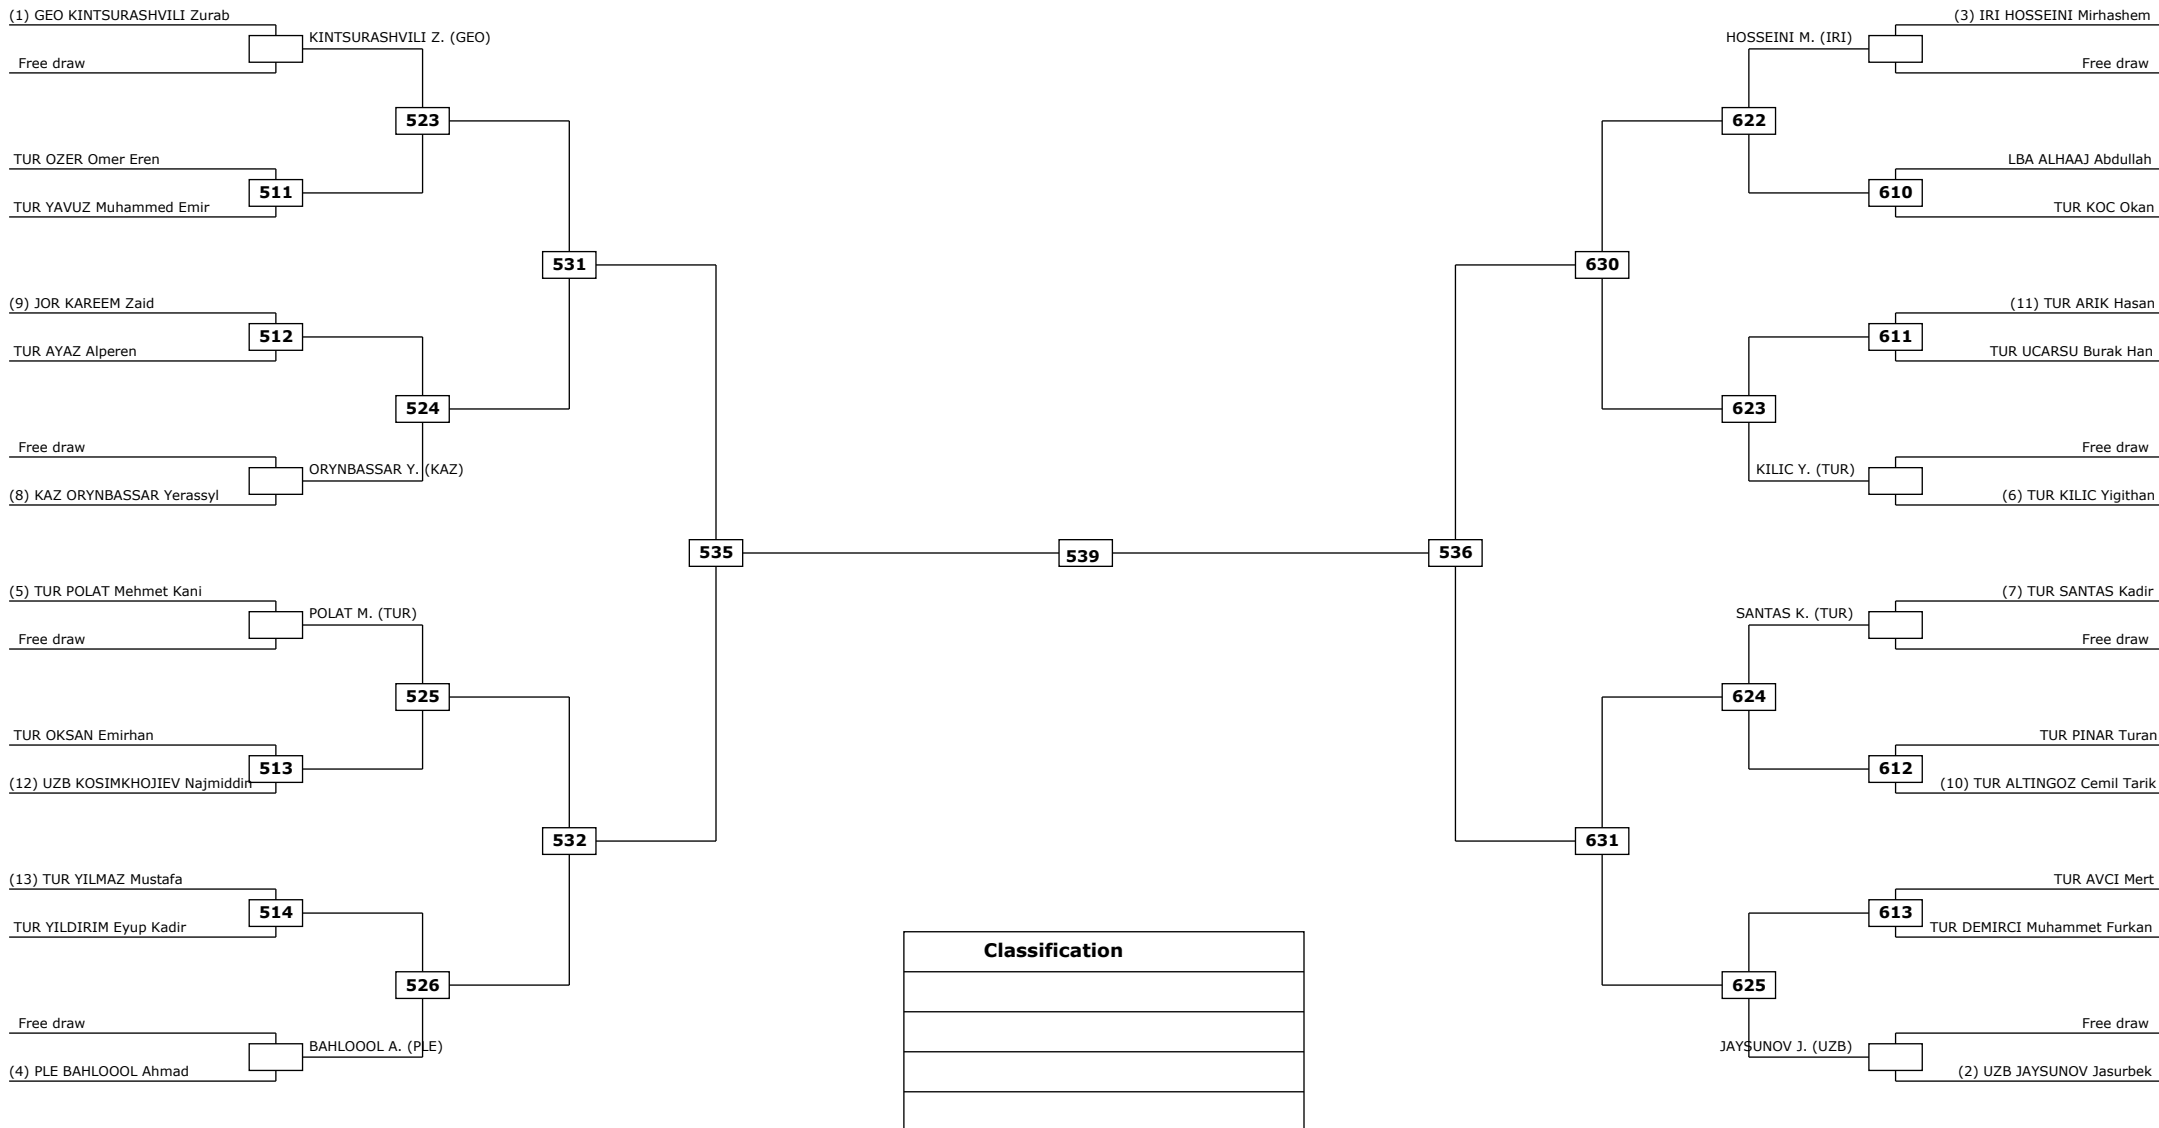 (1) GEO KINTSURASHVILI Zurab
KINTSURASHVILI Z. (GEO)
Free draw
523
TUR OZER Omer Eren
511
TUR YAVUZ Muhammed Emir
531
(9) JOR KAREEM Zaid
512
TUR AYAZ Alperen
524
Free draw
ORYNBASSAR Y. (KAZ)
(8) KAZ ORYNBASSAR Yerassyl
535
(5) TUR POLAT Mehmet Kani
POLAT M. (TUR)
Free draw
525
TUR OKSAN Emirhan
513
(12) UZB KOSIMKHOJIEV Najmiddin
532
(13) TUR YILMAZ Mustafa
514
TUR YILDIRIM Eyup Kadir
526
Free draw
BAHLOOOL A. (PLE)
(4) PLE BAHLOOOL Ahmad
539
Classification
(3) IRI HOSSEINI Mirhashem
HOSSEINI M. (IRI)
Free draw
622
LBA ALHAAJ Abdullah
610
TUR KOC Okan
630
(11) TUR ARIK Hasan
611
TUR UCARSU Burak Han
623
Free draw
KILIC Y. (TUR)
(6) TUR KILIC Yigithan
536
(7) TUR SANTAS Kadir
SANTAS K. (TUR)
Free draw
624
TUR PINAR Turan
612
(10) TUR ALTINGOZ Cemil Tarik
631
TUR AVCI Mert
613
TUR DEMIRCI Muhammet Furkan
625
Free draw
JAYSUNOV J. (UZB)
(2) UZB JAYSUNOV Jasurbek